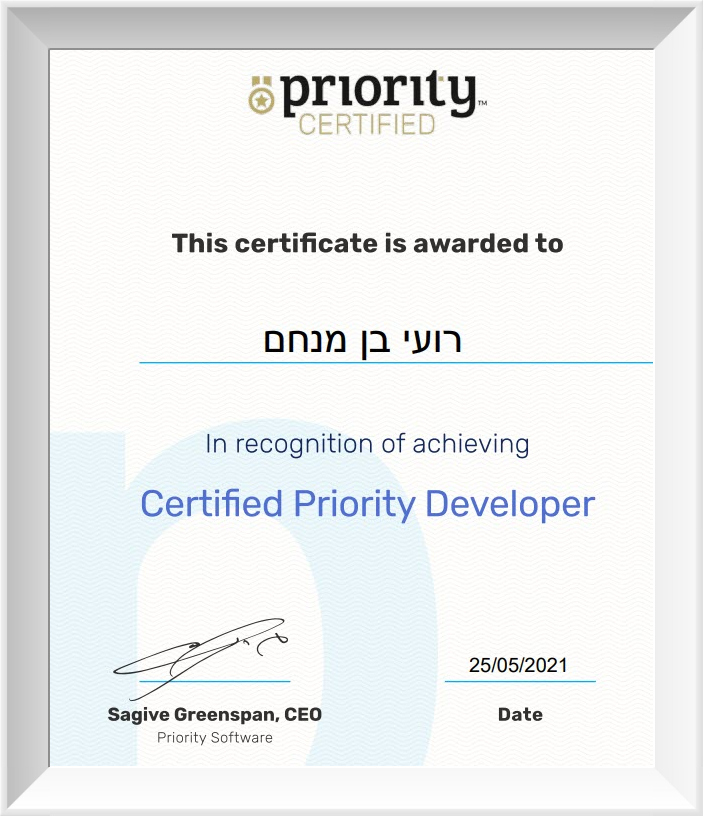 priority™
CERTIFIED
This certificate is awarded to
רועי בן מנחם
In recognition of achieving
Certified Priority Developer
25/05/2021
Sagive Greenspan, CEO
Date
Priority Software